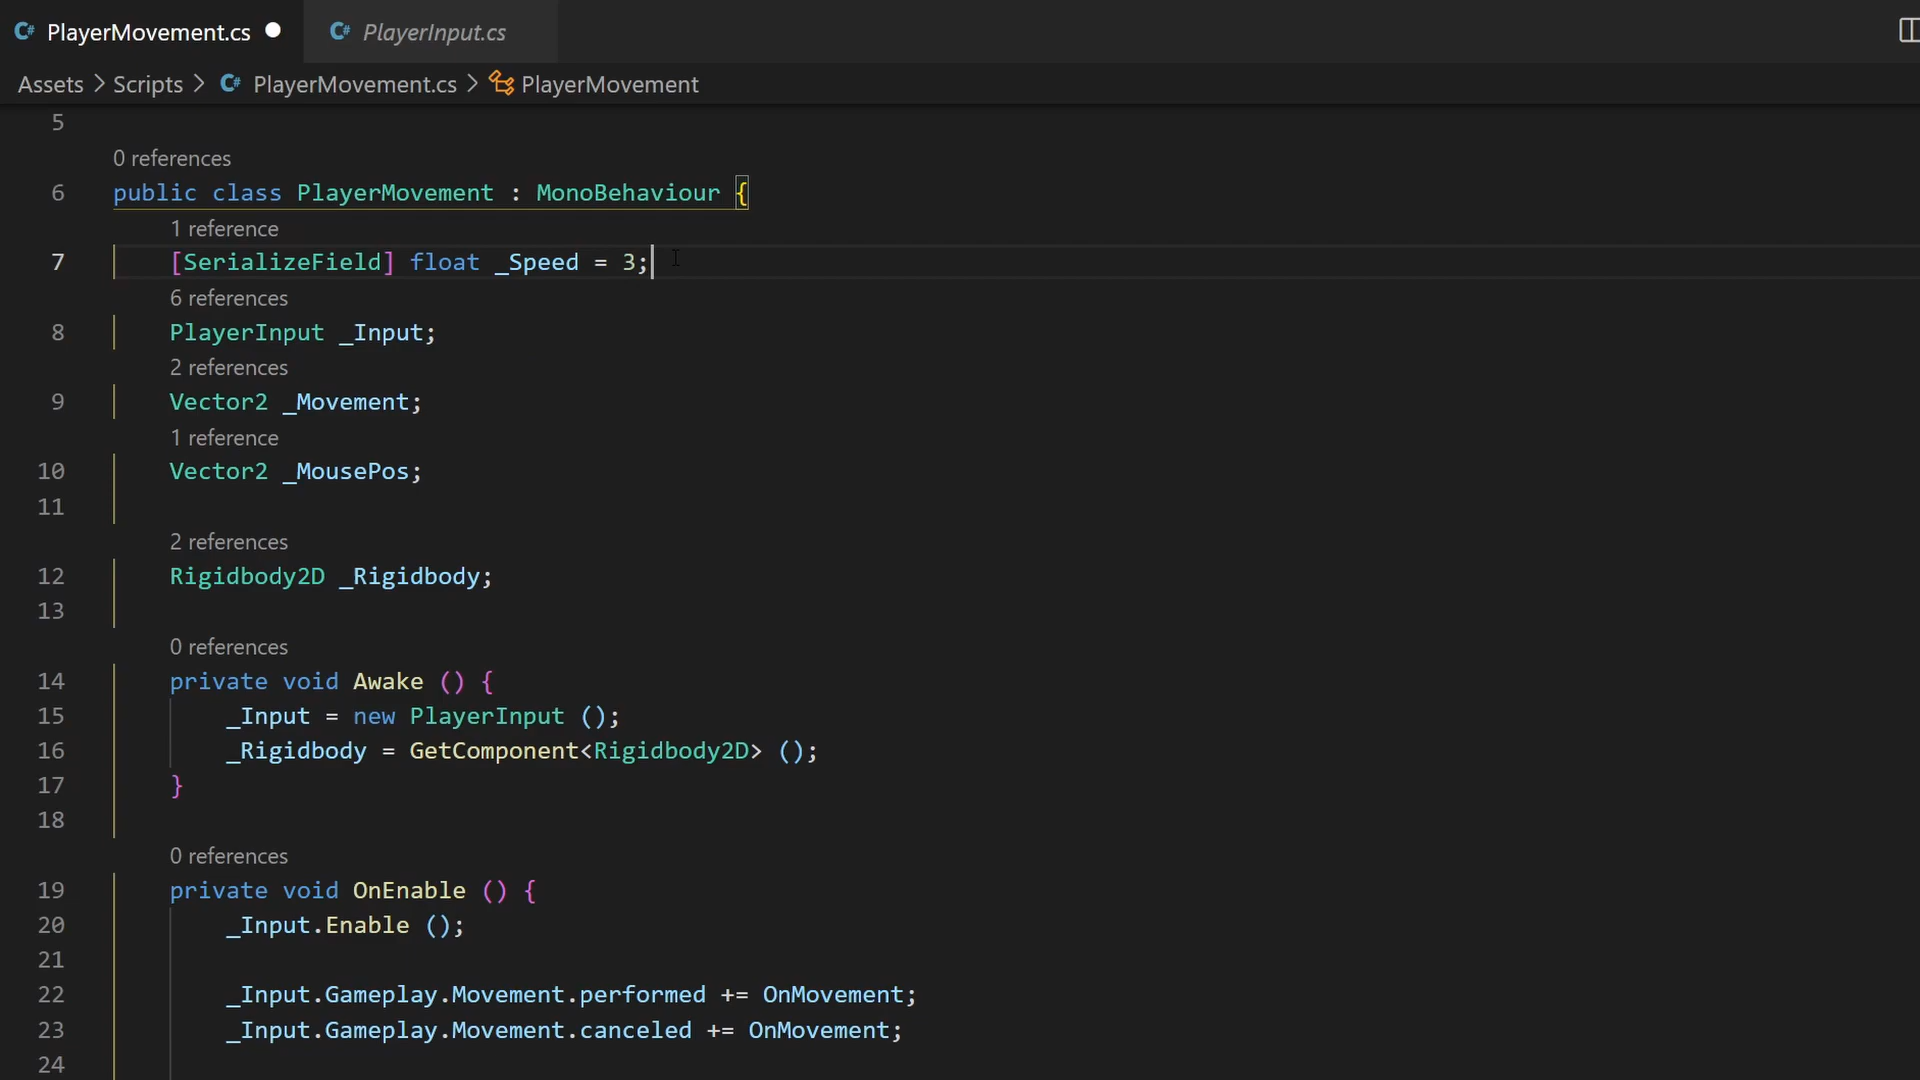 PlayerMovement.cs PlayerInput.cs
Assets > Scripts > PlayerMovement.cs > PlayerMovement
5
0 references
6 public class PlayerMovement : MonoBehaviour {
1 reference
7 [SerializeField] float _Speed = 3;
6 references
8 PlayerInput _Input;
2 references
9 Vector2 _Movement;
1 reference
10 Vector2 _MousePos;
11
2 references
12 Rigidbody2D _Rigidbody;
13
0 references
14 private void Awake () {
15 _Input = new PlayerInput ();
16 _Rigidbody = GetComponent<Rigidbody2D> ();
17 }
18
0 references
19 private void OnEnable () {
20 _Input.Enable ();
21
22 _Input.Gameplay.Movement.performed += OnMovement;
23 _Input.Gameplay.Movement.canceled += OnMovement;
24